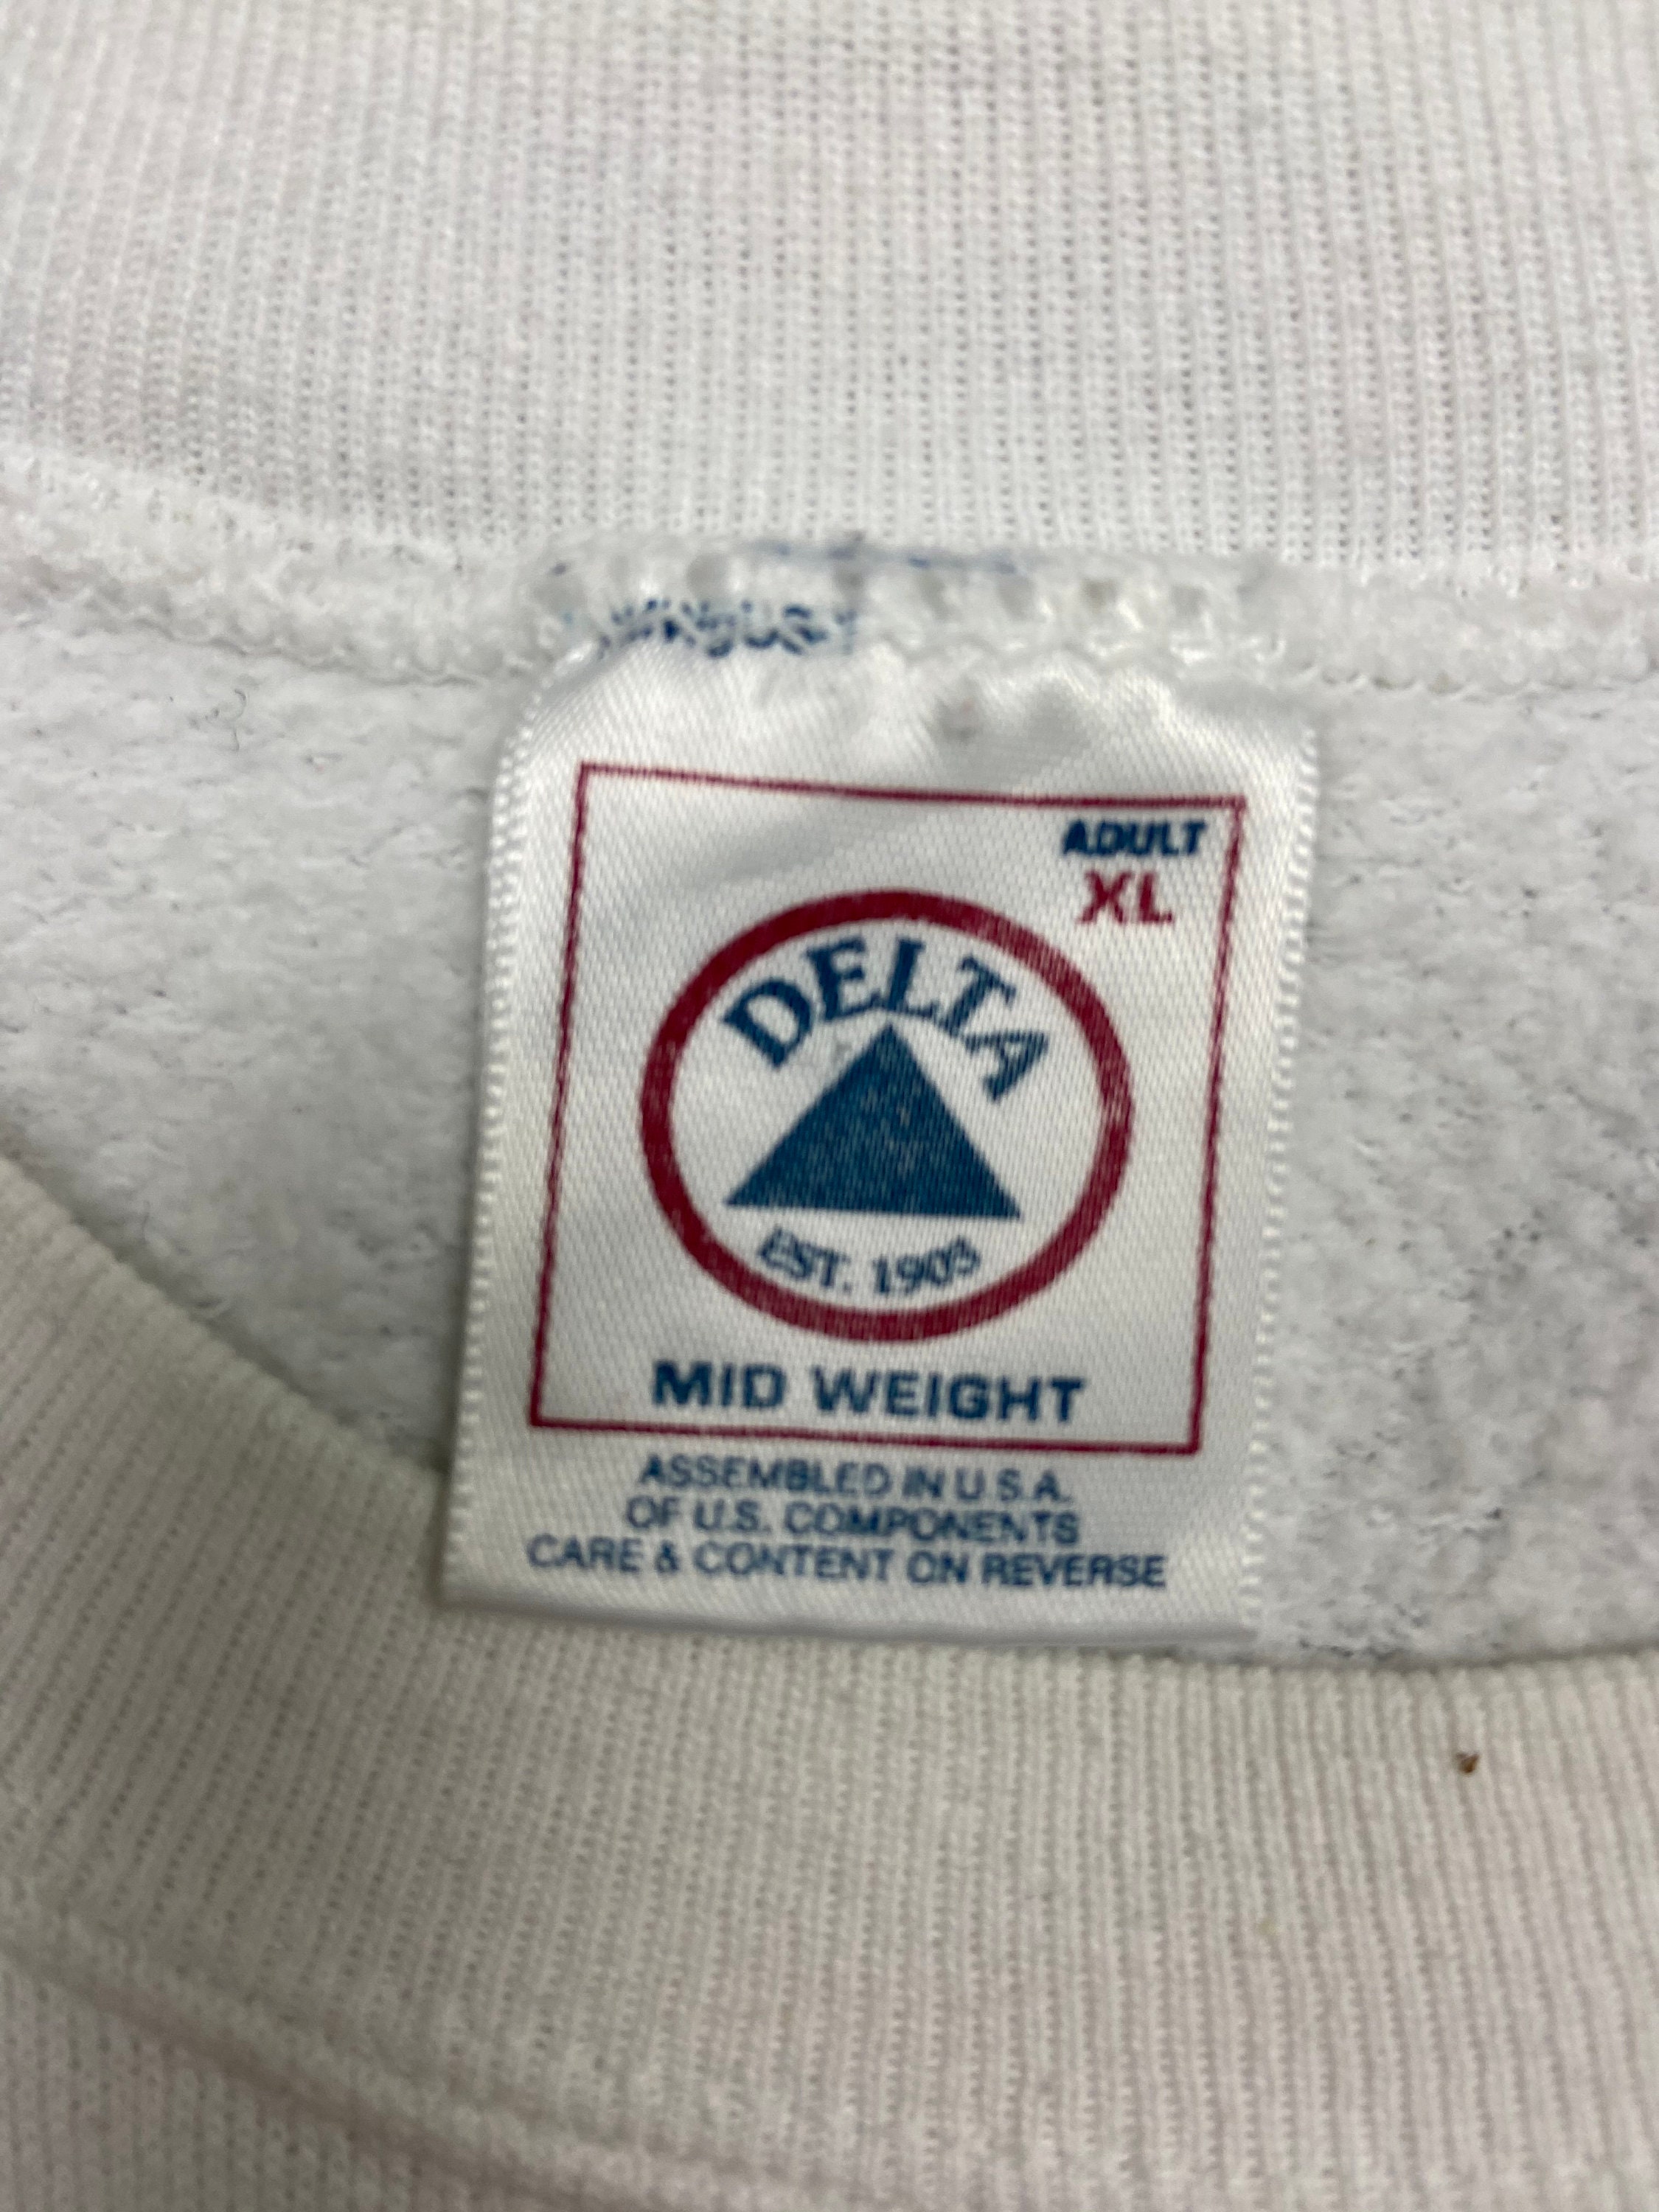 ADULT
XL
DELTA
EST. 1903
MID WEIGHT
ASSEMBLED IN U.S.A.
OF U.S. COMPONENTS
CARE & CONTENT ON REVERSE